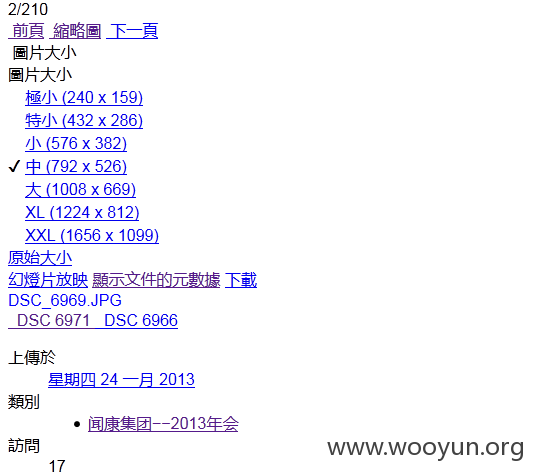 2/210
前頁 縮略圖 下一頁
圖片大小
圖片大小
極小 (240 x 159)
特小 (432 x 286)
小 (576 x 382)
✔ 中 (792 x 526)
大 (1008 x 669)
XL (1224 x 812)
XXL (1656 x 1099)
原始大小
幻燈片放映 顯示文件的元數據 下載
DSC_6969.JPG
DSC 6971 DSC 6966
上傳於
星期四 24 一月 2013
類別
闻康集团--2013年会
訪問
17
www.wooyun.org